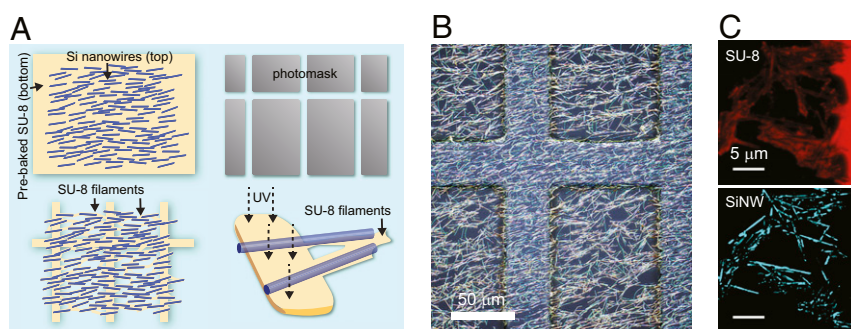 A
Si nanowires (top)
Pre-baked SU-8 (bottom)
photomask
SU-8 filaments
UV
SU-8 filaments
B
50 μm
C
SU-8
5 μm
SiNW